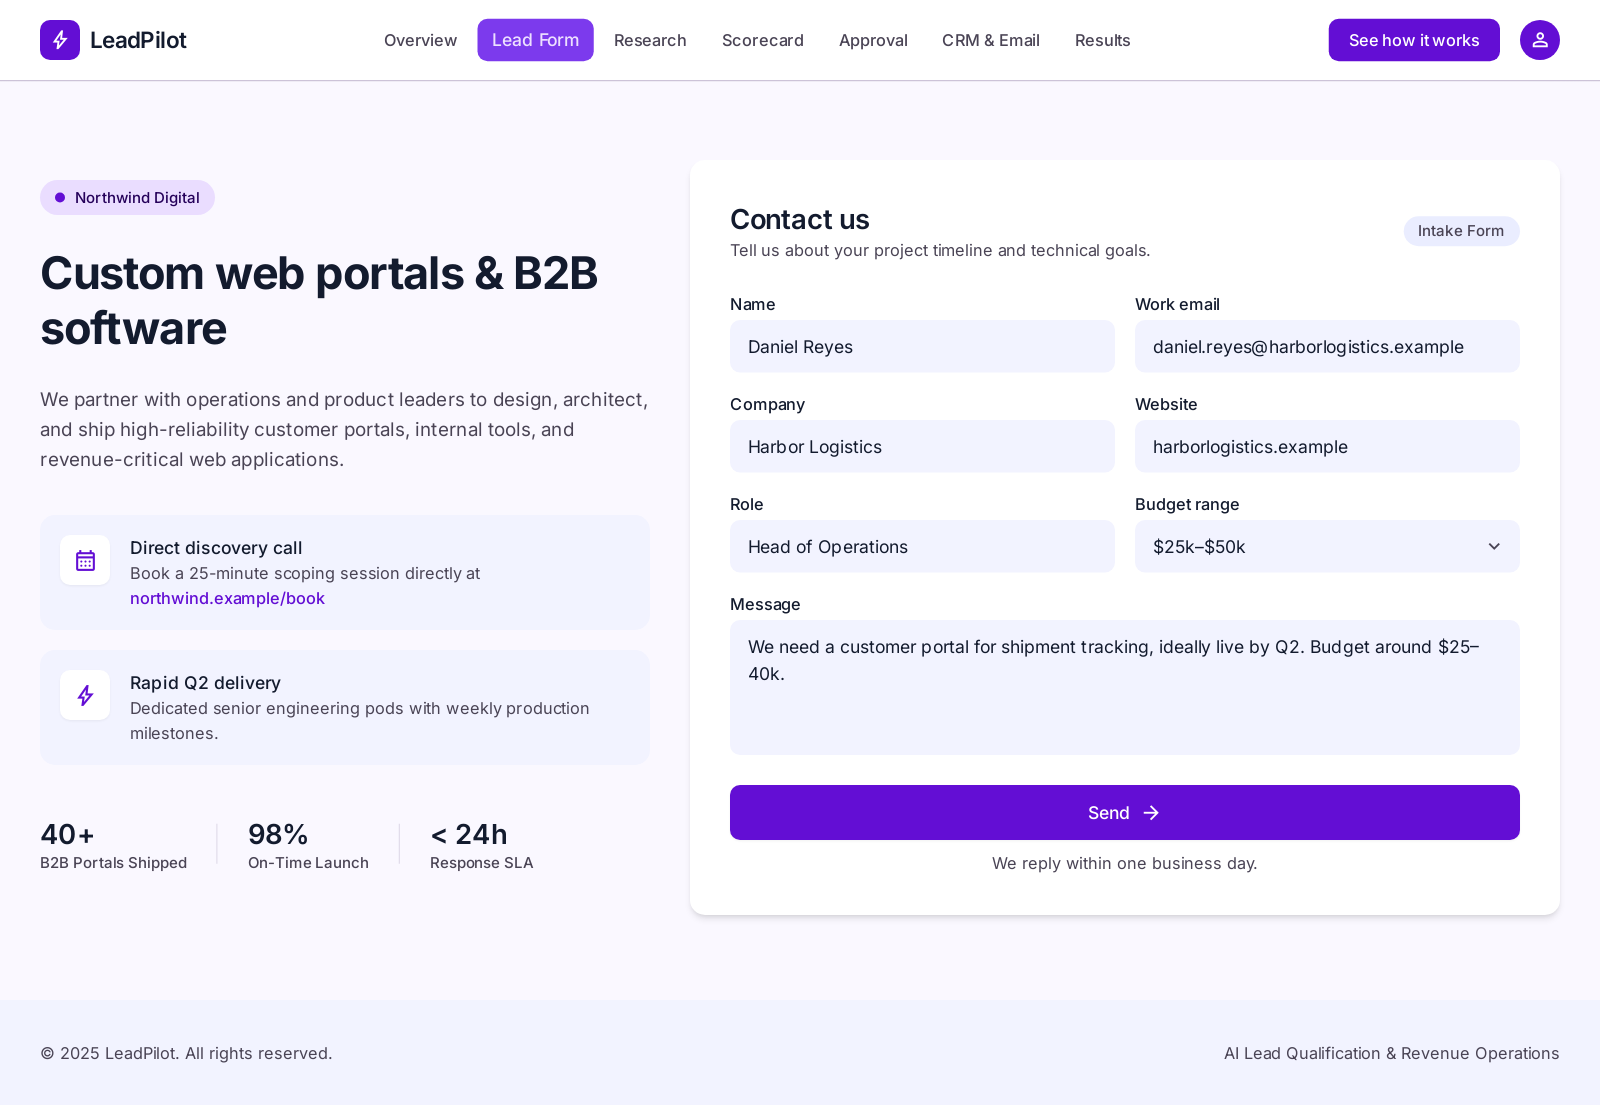 LeadPilot
Overview
Lead Form
Research
Scorecard
Approval
CRM & Email
Results
See how it works
Northwind Digital
Custom web portals & B2B
software
We partner with operations and product leaders to design, architect,
and ship high-reliability customer portals, internal tools, and
revenue-critical web applications.
Direct discovery call
Book a 25-minute scoping session directly at
northwind.example/book
Rapid Q2 delivery
Dedicated senior engineering pods with weekly production
milestones.
40+
B2B Portals Shipped
98%
On-Time Launch
< 24h
Response SLA
Contact us
Tell us about your project timeline and technical goals.
Intake Form
Name
Daniel Reyes
Work email
daniel.reyes@harborlogistics.example
Company
Harbor Logistics
Website
harborlogistics.example
Role
Head of Operations
Budget range
$25k–$50k
Message
We need a customer portal for shipment tracking, ideally live by Q2. Budget around $25–
40k.
Send
We reply within one business day.
© 2025 LeadPilot. All rights reserved.
AI Lead Qualification & Revenue Operations